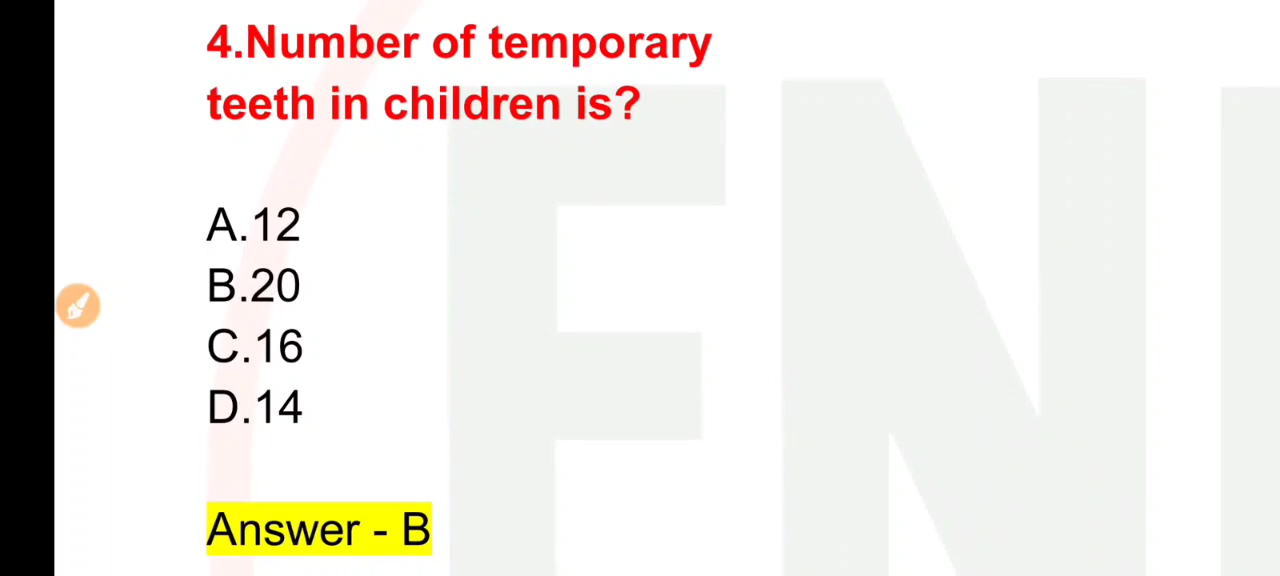 4.Number of temporary
teeth in children is?
A.12
B.20
C.16
D.14
Answer - B